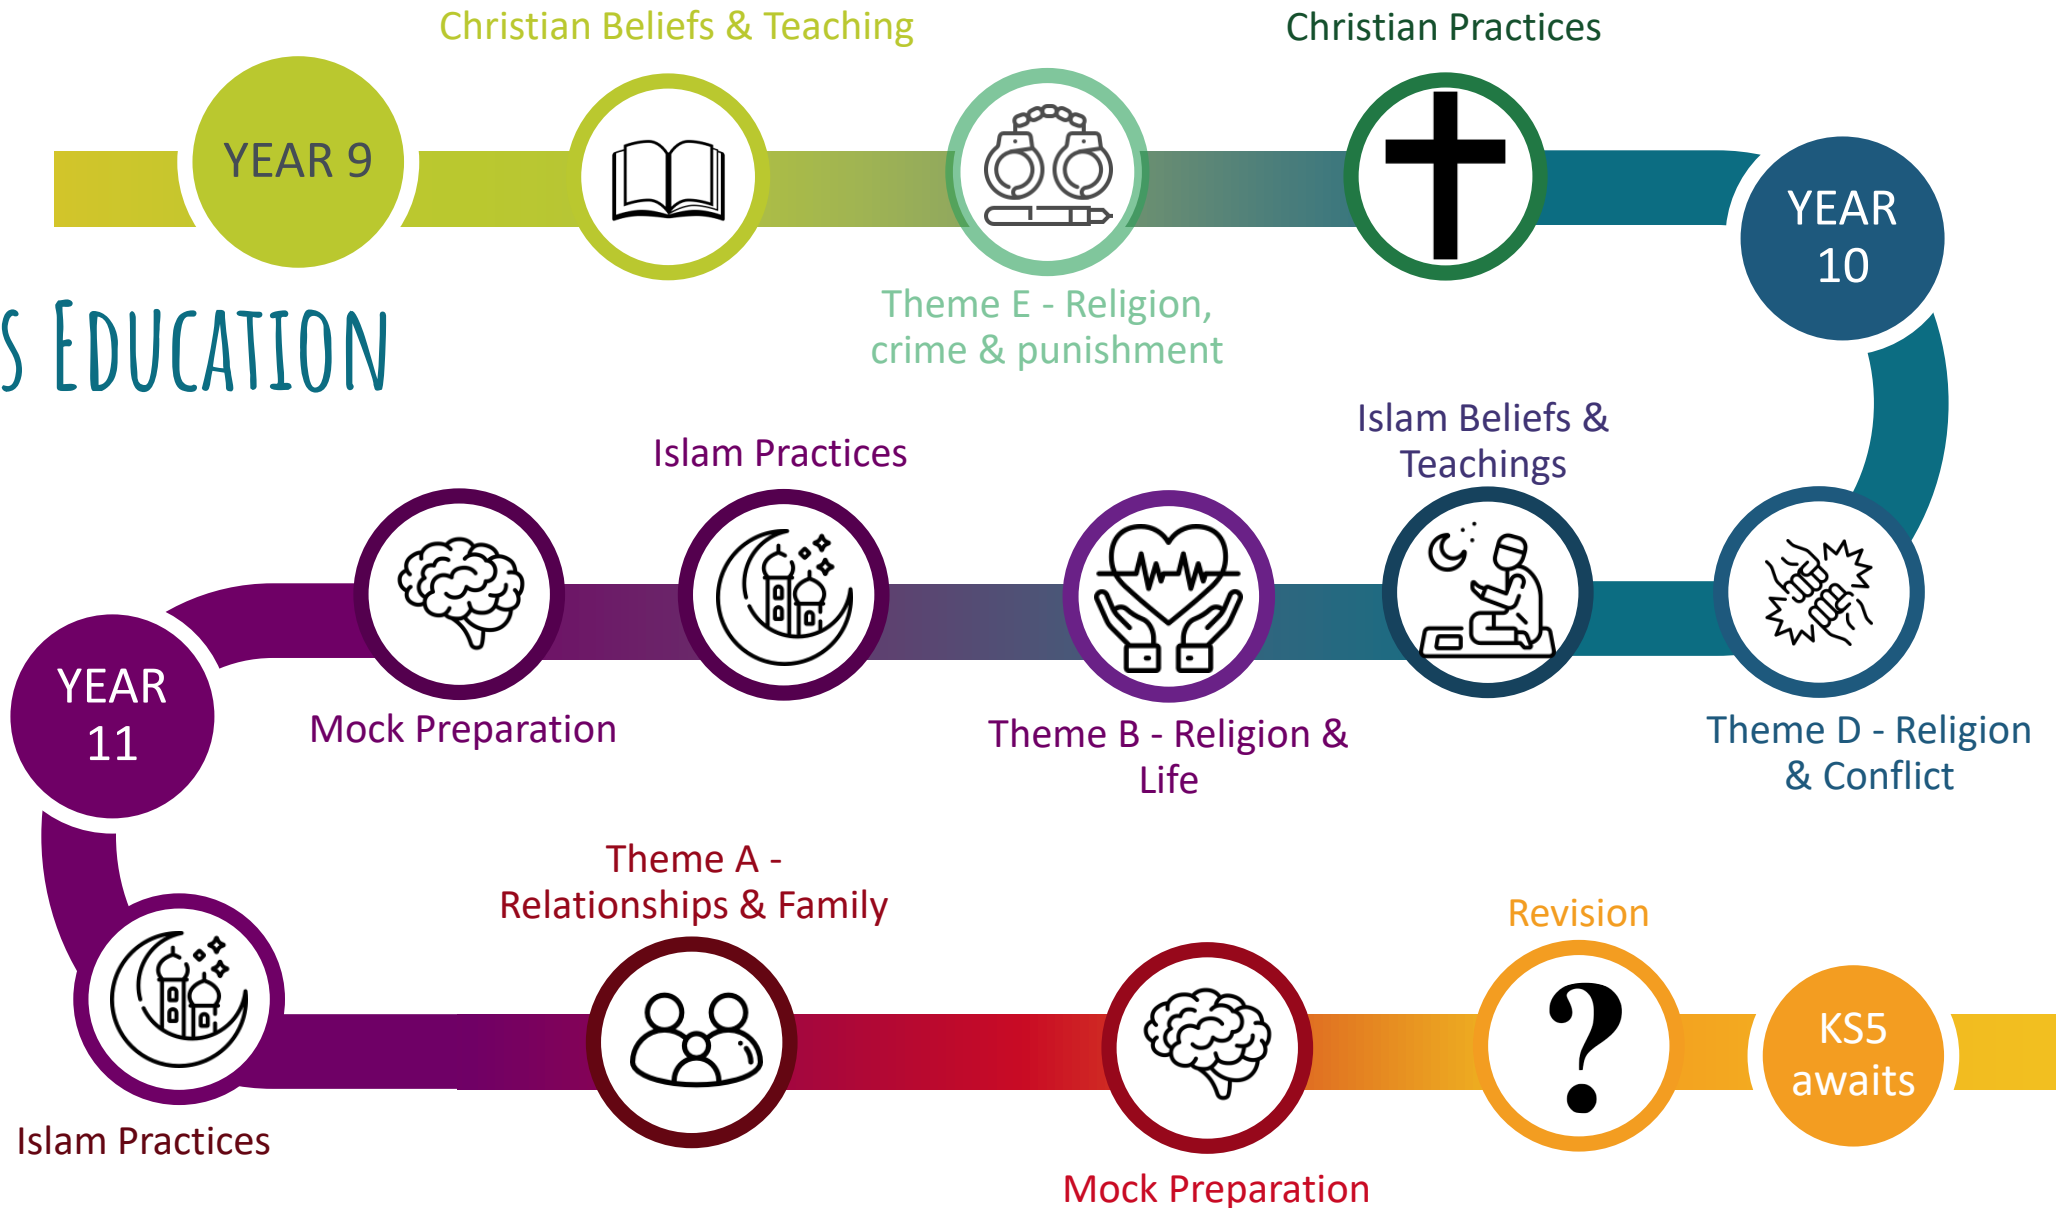 Christian Beliefs & Teaching
Christian Practices
YEAR 9
YEAR
10
Theme E - Religion,
crime & punishment
s Education
Islam Practices
Islam Beliefs &
Teachings
YEAR
11
Mock Preparation
Theme B - Religion &
Life
Theme D - Religion
& Conflict
Theme A -
Relationships & Family
Revision
?
KS5
awaits
Islam Practices
Mock Preparation